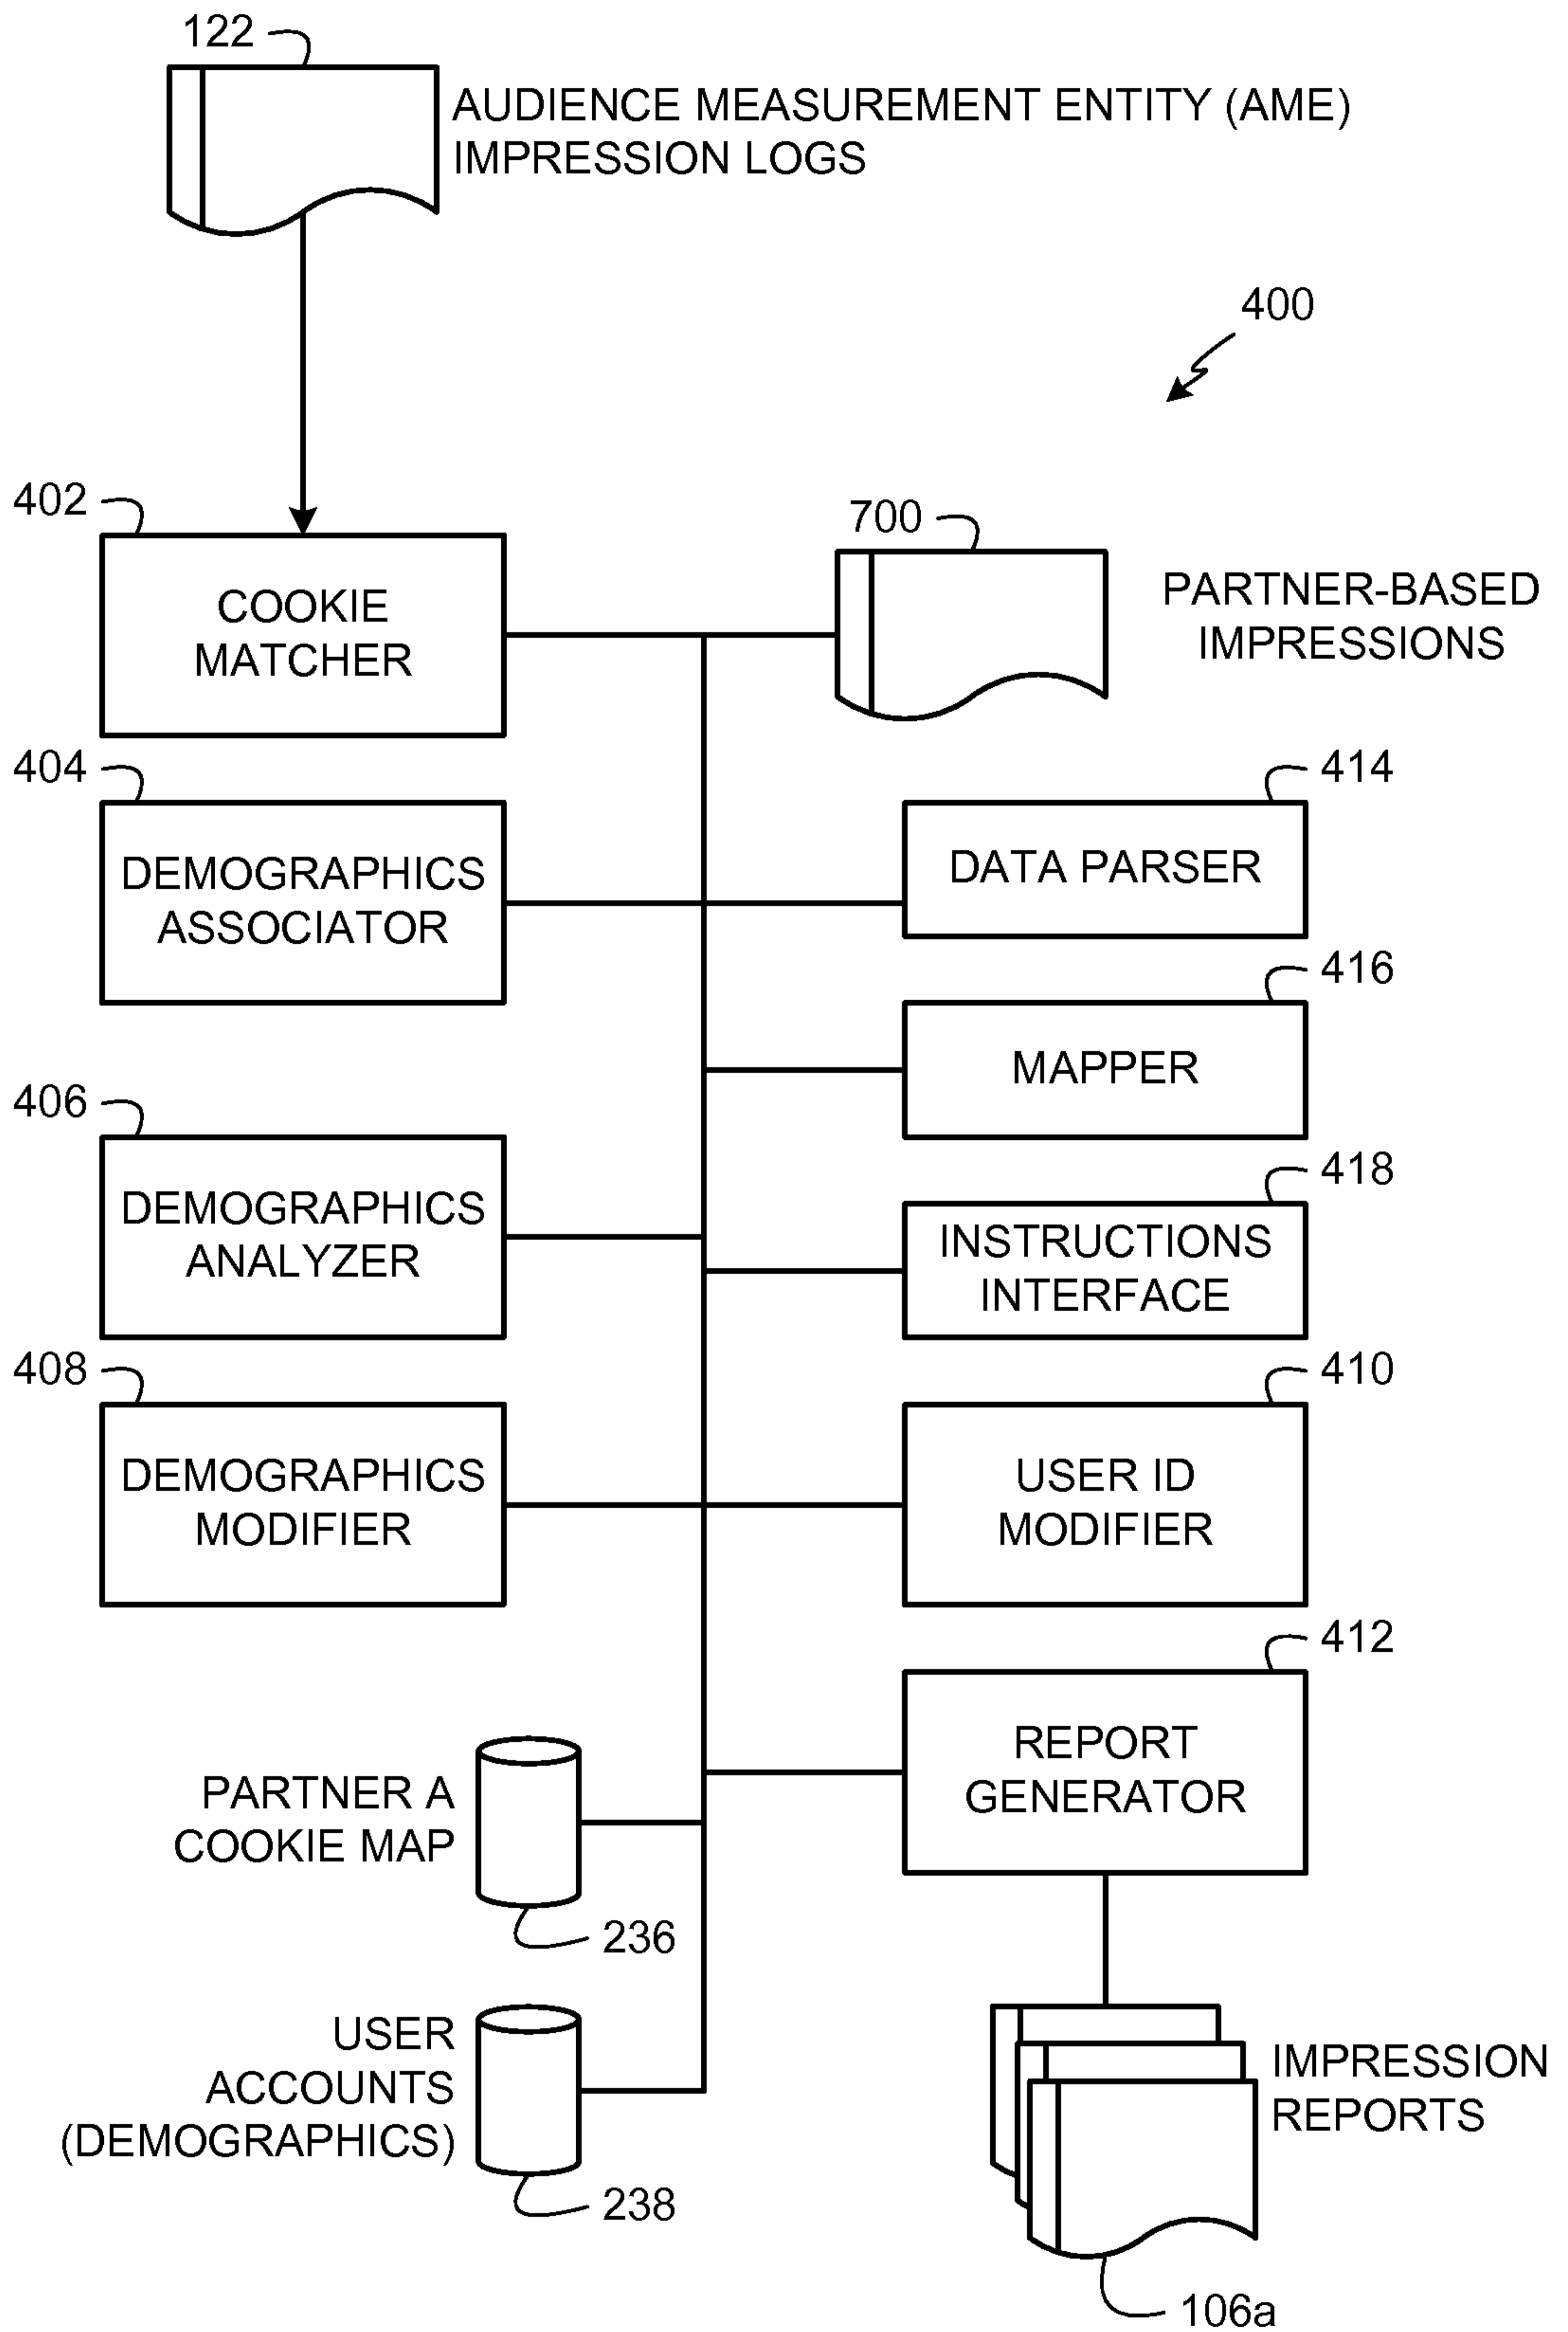 122
AUDIENCE MEASUREMENT ENTITY (AME)
IMPRESSION LOGS
400
402
COOKIE
MATCHER
700
PARTNER-BASED
IMPRESSIONS
404
DEMOGRAPHICS
ASSOCIATOR
414
DATA PARSER
416
MAPPER
406
DEMOGRAPHICS
ANALYZER
418
INSTRUCTIONS
INTERFACE
408
DEMOGRAPHICS
MODIFIER
410
USER ID
MODIFIER
412
REPORT
GENERATOR
PARTNER A
COOKIE MAP
236
USER
ACCOUNTS
(DEMOGRAPHICS)
238
IMPRESSION
REPORTS
106a